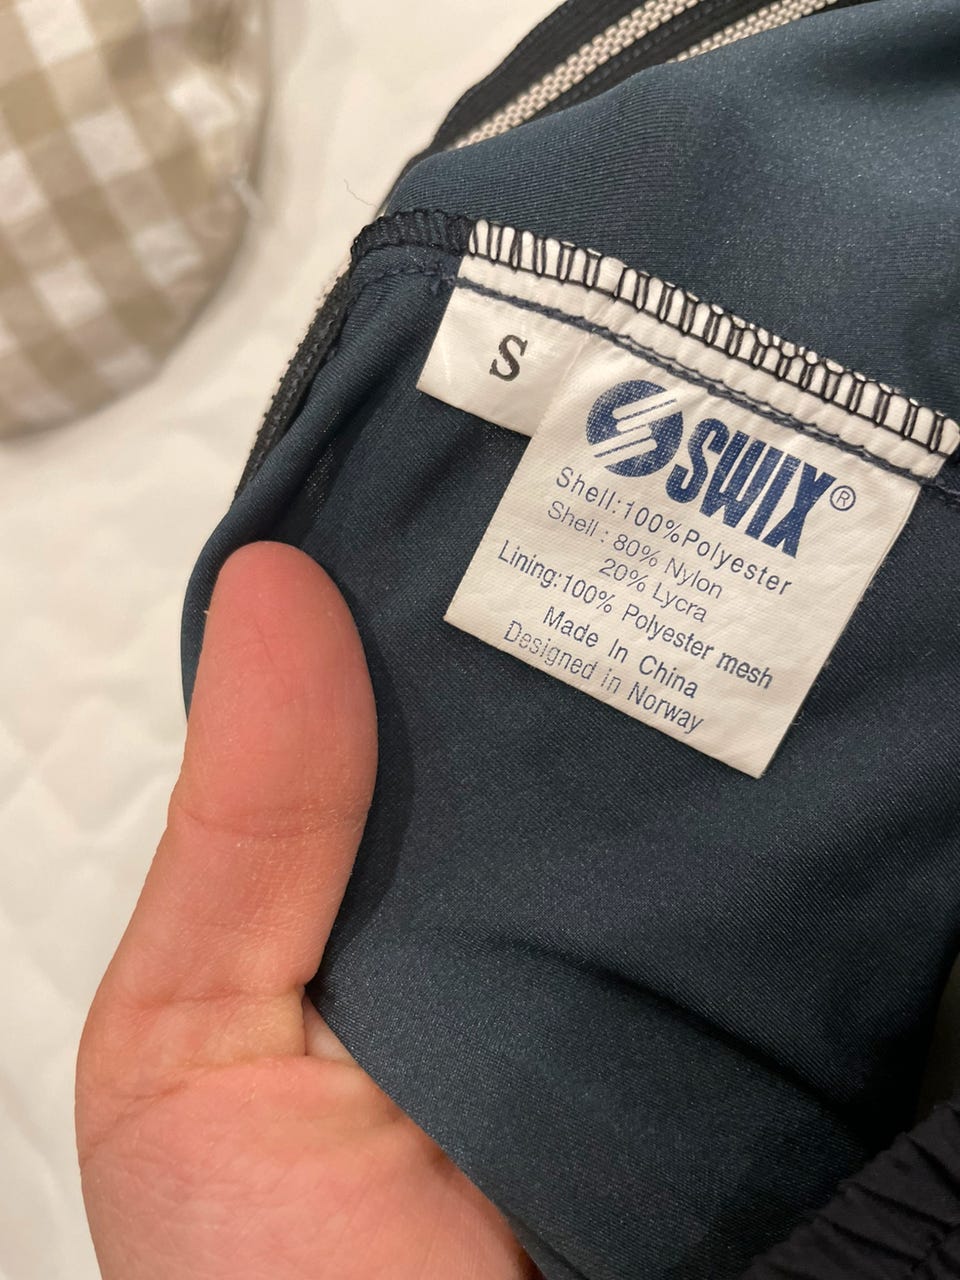 S
SWIX®
Shell:100%Polyester
Shell : 80% Nylon
20% Lycra
Lining:100% Polyester mesh
Made In China
Designed in Norway